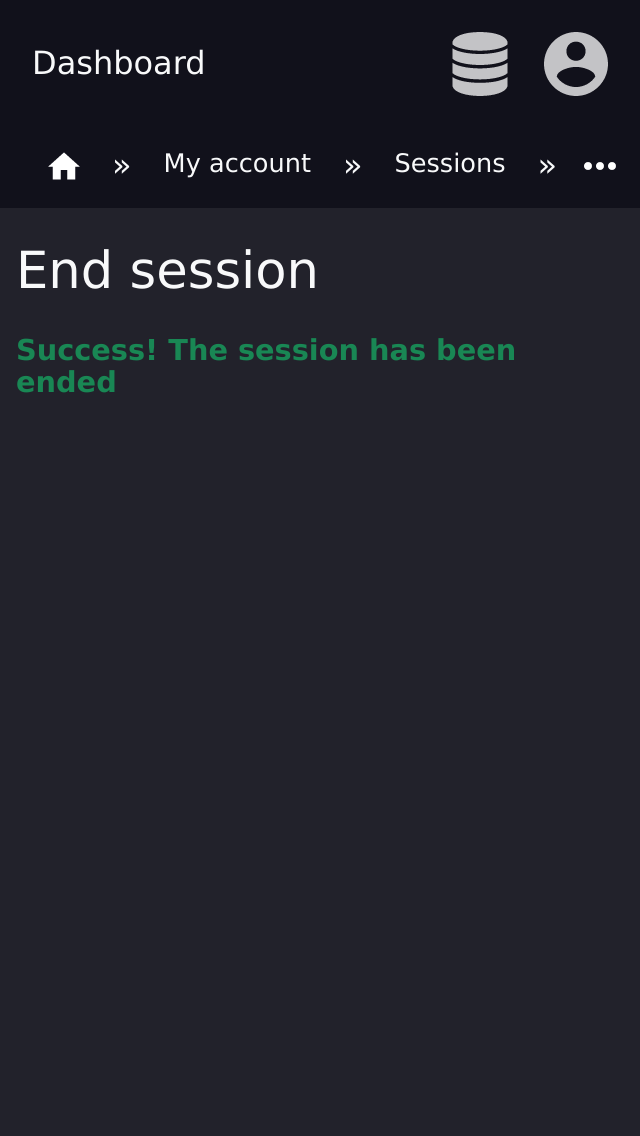 Dashboard
» My account » Sessions » •••
End session
Success! The session has been
ended